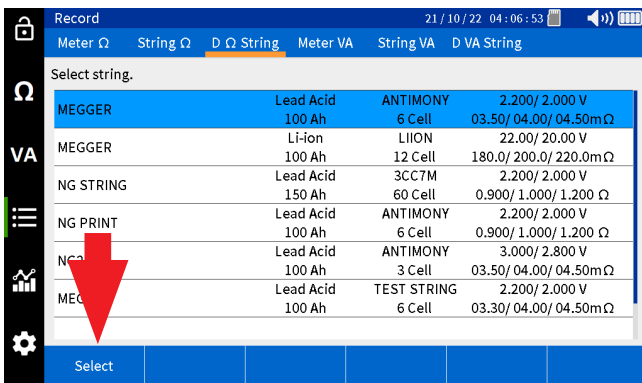 Record 21/10/22 04:06:53
Meter Ω String Ω D Ω String Meter VA String VA D VA String
Select string.
Ω
VA
MEGGER Lead Acid ANTIMONY 2.200/ 2.000 V
100 Ah 6 Cell 03.50/ 04.00/ 04.50mΩ
MEGGER Li-ion LIION 22.00/ 20.00 V
100 Ah 12 Cell 180.0/ 200.0/ 220.0mΩ
NG STRING Lead Acid 3CC7M 2.200/ 2.000 V
150 Ah 60 Cell 0.900/ 1.000/ 1.200 Ω
NG PRINT Lead Acid ANTIMONY 2.200/ 2.000 V
100 Ah 6 Cell 0.900/ 1.000/ 1.200 Ω
Lead Acid ANTIMONY 3.000/ 2.800 V
100 Ah 3 Cell 03.50/ 04.00/ 04.50mΩ
Lead Acid TEST STRING 2.200/ 2.000 V
100 Ah 6 Cell 03.30/ 04.00/ 04.50mΩ
Select